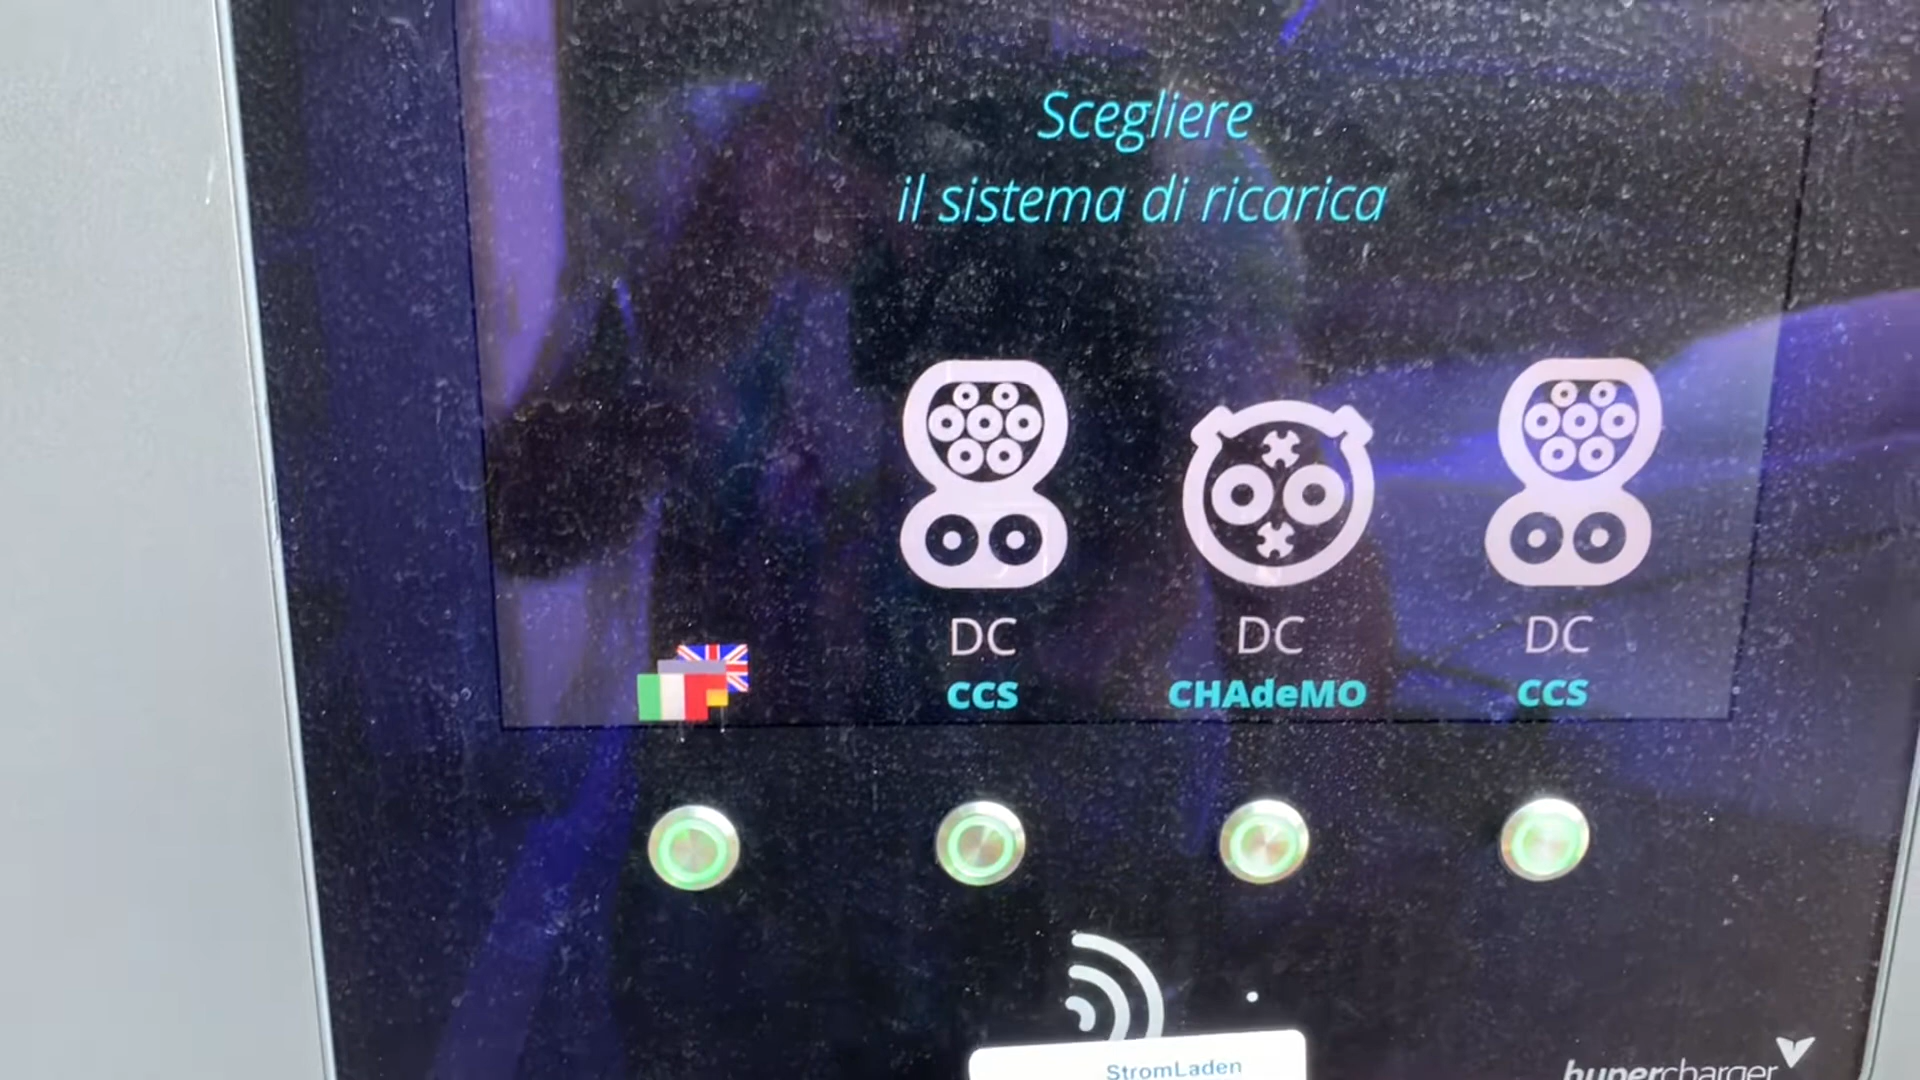 Scegliere
il sistema di ricarica
DC
CCS
DC
CHAdeMO
DC
CCS
StromLaden
hypercharger